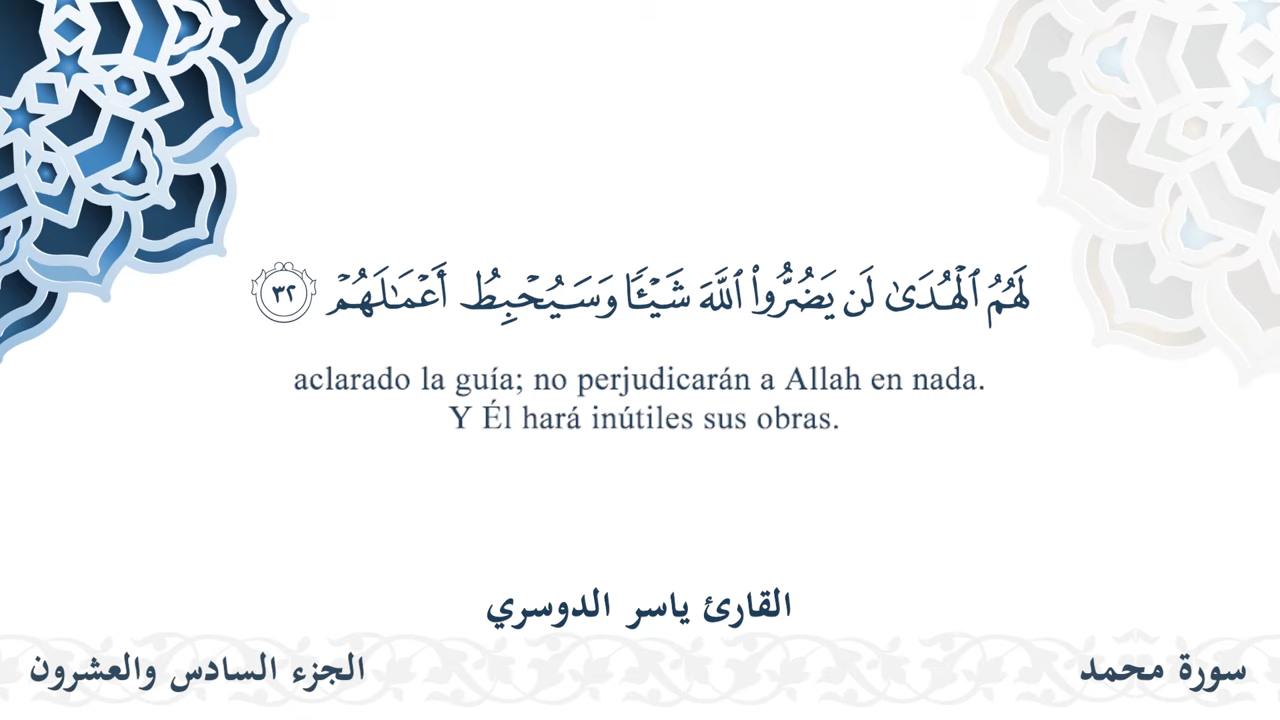 لَهُمُ ٱلْهُدَىٰ لَن يَضُرُّوا۟ ٱللَّهَ شَيْـًٔا وَسَيُحْبِطُ أَعْمَـٰلَهُمْ ٣٢
aclarado la guía; no perjudicarán a Allah en nada.
Y Él hará inútiles sus obras.
القارئ ياسر الدوسري
سورة محمد
الجزء السادس والعشرون